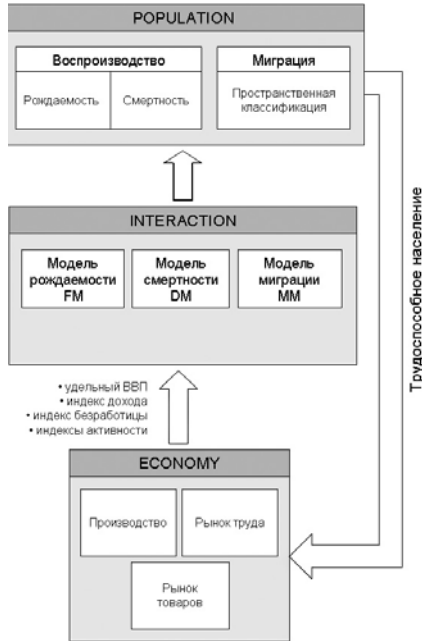 POPULATION
Воспроизводство
Рождаемость
Смертность
Миграция
Пространственная
классификация
INTERACTION
Модель
рождаемости
FM
Модель
смертности
DM
Модель
миграции
MM
• удельный ВВП
• индекс дохода
• индекс безработицы
• индексы активности
Трудоспособное население
ECONOMY
Производство
Рынок труда
Рынок
товаров